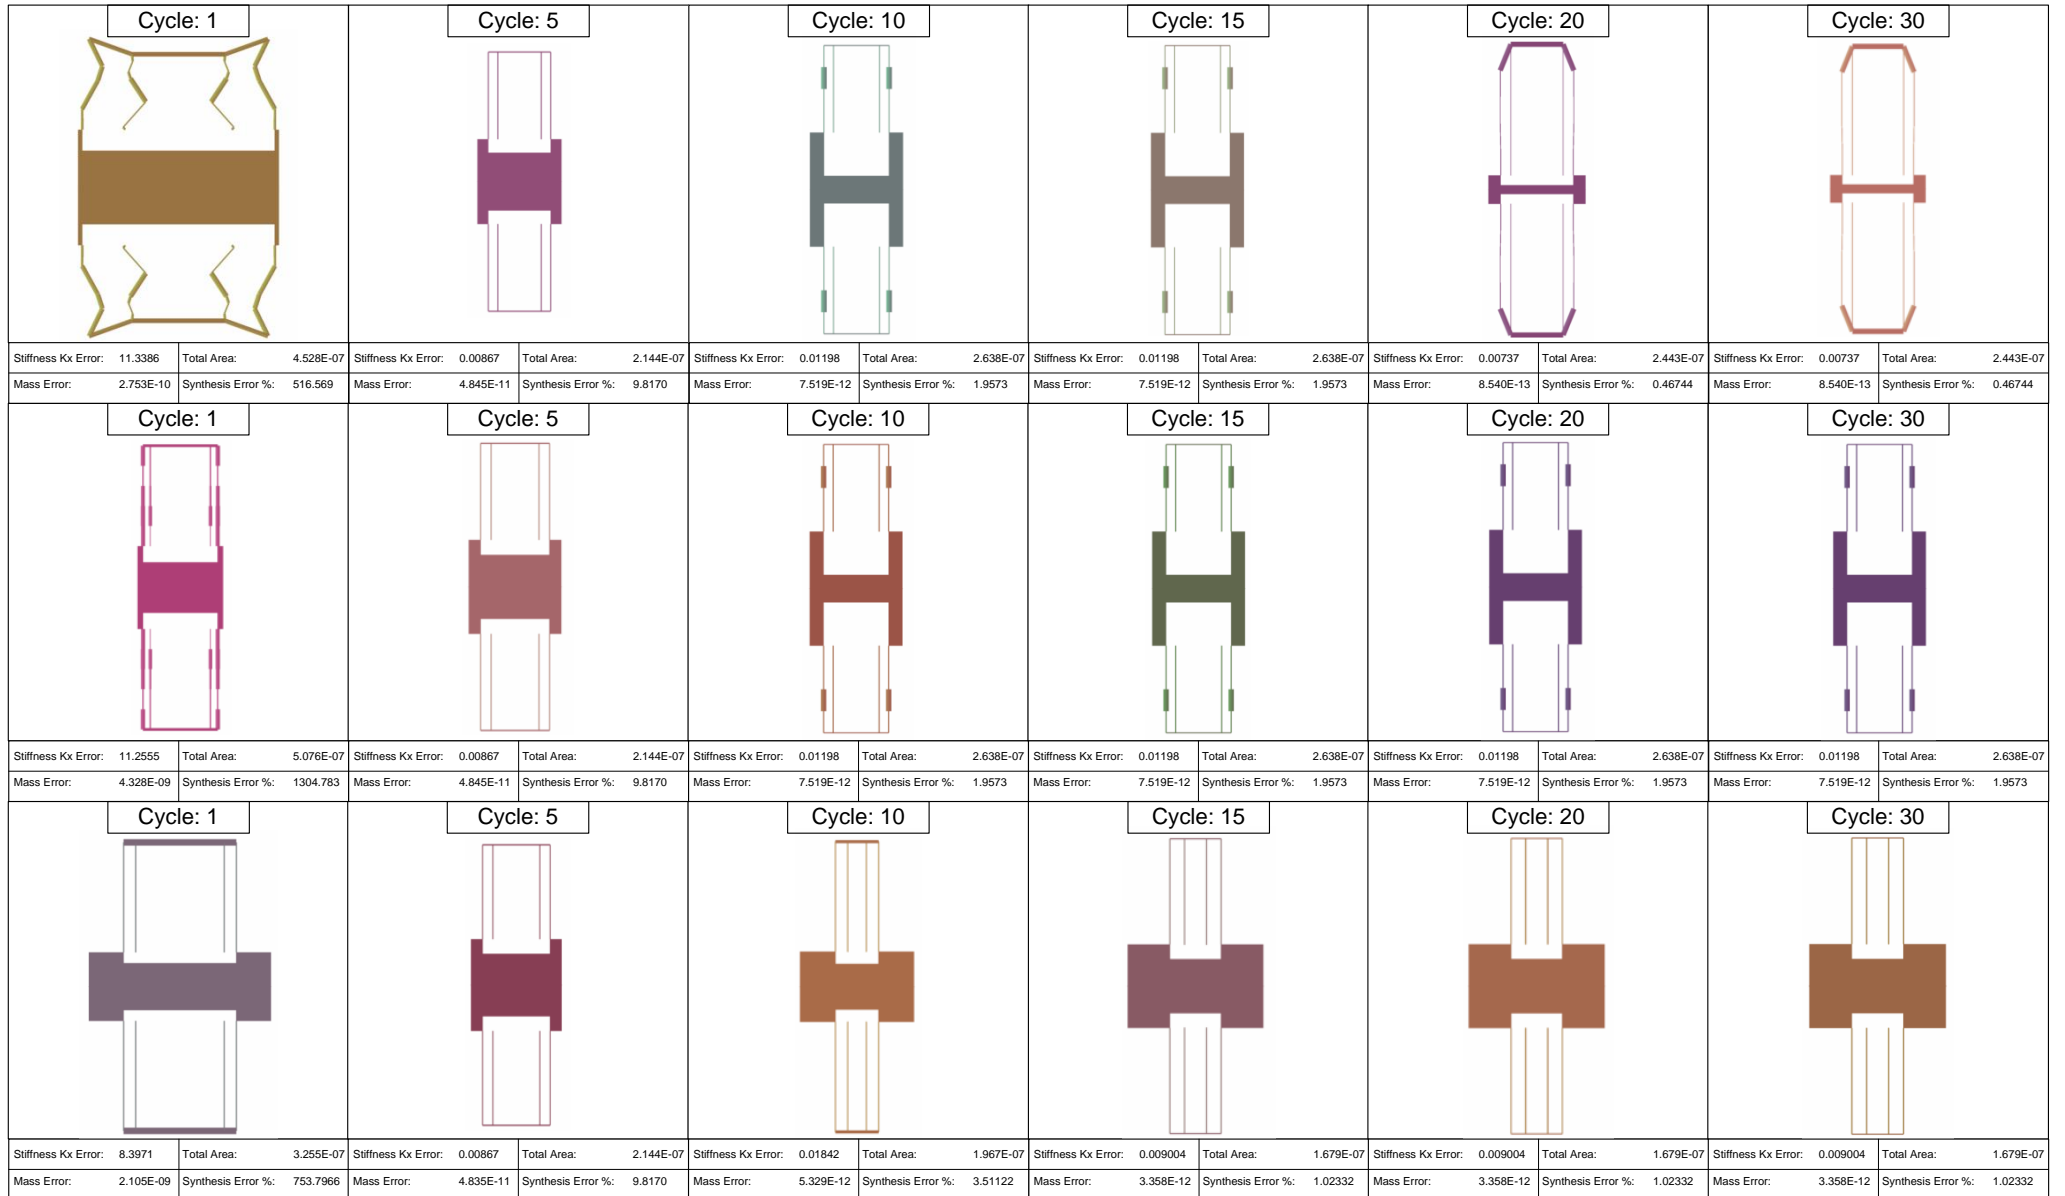 Cycle: 1
Cycle: 5
Cycle: 10
Cycle: 15
Cycle: 20
Cycle: 30
Stiffness Kx Error: 11.3386 Total Area: 4.528E-07 Stiffness Kx Error: 0.00867 Total Area: 2.144E-07 Stiffness Kx Error: 0.01198 Total Area: 2.638E-07 Stiffness Kx Error: 0.01198 Total Area: 2.638E-07 Stiffness Kx Error: 0.00737 Total Area: 2.443E-07 Stiffness Kx Error: 0.00737 Total Area: 2.443E-07
Mass Error: 2.753E-10 Synthesis Error %: 516.569 Mass Error: 4.845E-11 Synthesis Error %: 9.8170 Mass Error: 7.519E-12 Synthesis Error %: 1.9573 Mass Error: 7.519E-12 Synthesis Error %: 1.9573 Mass Error: 8.540E-13 Synthesis Error %: 0.46744 Mass Error: 8.540E-13 Synthesis Error %: 0.46744
Cycle: 1
Cycle: 5
Cycle: 10
Cycle: 15
Cycle: 20
Cycle: 30
Stiffness Kx Error: 11.2555 Total Area: 5.076E-07 Stiffness Kx Error: 0.00867 Total Area: 2.144E-07 Stiffness Kx Error: 0.01198 Total Area: 2.638E-07 Stiffness Kx Error: 0.01198 Total Area: 2.638E-07 Stiffness Kx Error: 0.01198 Total Area: 2.638E-07 Stiffness Kx Error: 0.01198 Total Area: 2.638E-07
Mass Error: 4.328E-09 Synthesis Error %: 1304.783 Mass Error: 4.845E-11 Synthesis Error %: 9.8170 Mass Error: 7.519E-12 Synthesis Error %: 1.9573 Mass Error: 7.519E-12 Synthesis Error %: 1.9573 Mass Error: 7.519E-12 Synthesis Error %: 1.9573 Mass Error: 7.519E-12 Synthesis Error %: 1.9573
Cycle: 1
Cycle: 5
Cycle: 10
Cycle: 15
Cycle: 20
Cycle: 30
Stiffness Kx Error: 8.3971 Total Area: 3.255E-07 Stiffness Kx Error: 0.00867 Total Area: 2.144E-07 Stiffness Kx Error: 0.01842 Total Area: 1.967E-07 Stiffness Kx Error: 0.009004 Total Area: 1.679E-07 Stiffness Kx Error: 0.009004 Total Area: 1.679E-07 Stiffness Kx Error: 0.009004 Total Area: 1.679E-07
Mass Error: 2.105E-09 Synthesis Error %: 753.7966 Mass Error: 4.835E-11 Synthesis Error %: 9.8170 Mass Error: 5.329E-12 Synthesis Error %: 3.51122 Mass Error: 3.358E-12 Synthesis Error %: 1.02332 Mass Error: 3.358E-12 Synthesis Error %: 1.02332 Mass Error: 3.358E-12 Synthesis Error %: 1.02332